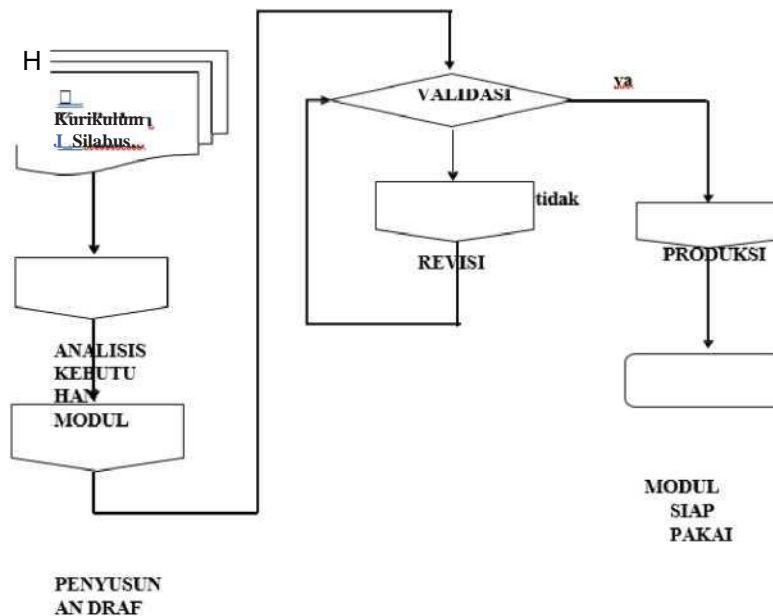 H
Kurikulum
Silabus...
ANALISIS
KEBUTU
HAN
MODUL
PENYUSUN
AN DRAF
VALIDASI
ya
tidak
REVISI
PRODUKSI
MODUL
SIAP
PAKAI